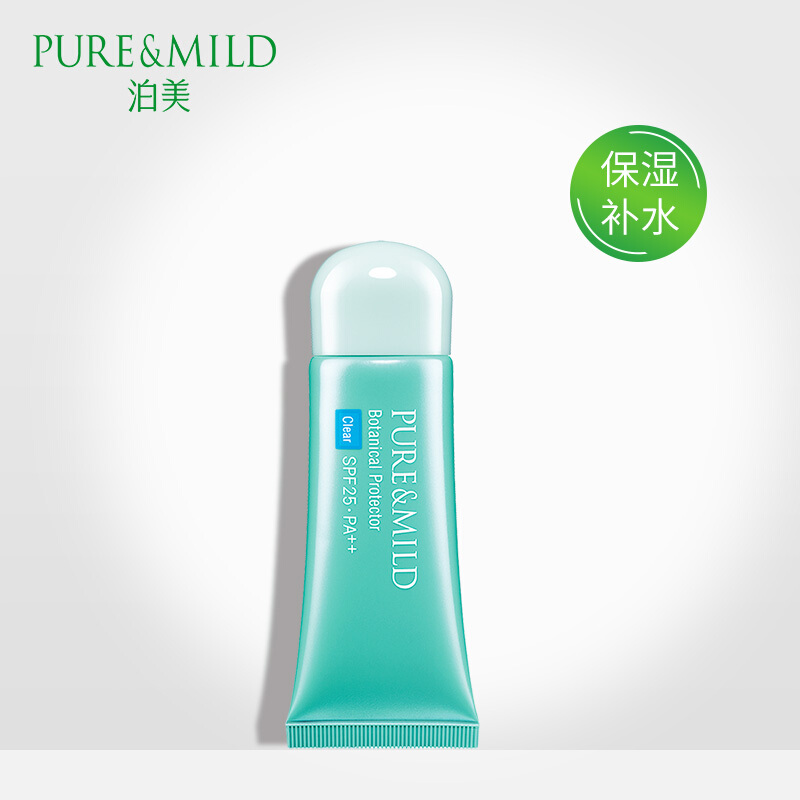 PURE&MILD
泊美
保湿
补水
PURE&MILD
Botanical Protector
Clear SPF25·PA++